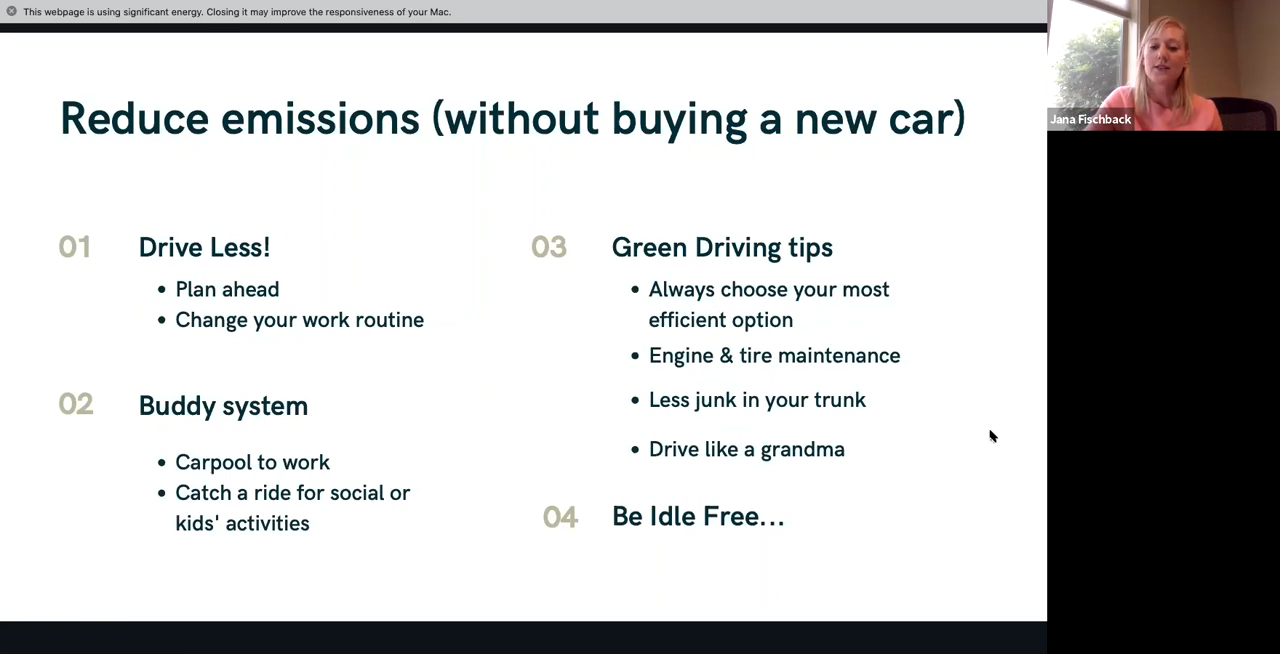 This webpage is using significant energy. Closing it may improve the responsiveness of your Mac.
Jana Fischback
Reduce emissions (without buying a new car)
01 Drive Less!
• Plan ahead
• Change your work routine
02 Buddy system
• Carpool to work
• Catch a ride for social or
kids' activities
03 Green Driving tips
• Always choose your most
efficient option
• Engine & tire maintenance
• Less junk in your trunk
• Drive like a grandma
04 Be Idle Free...